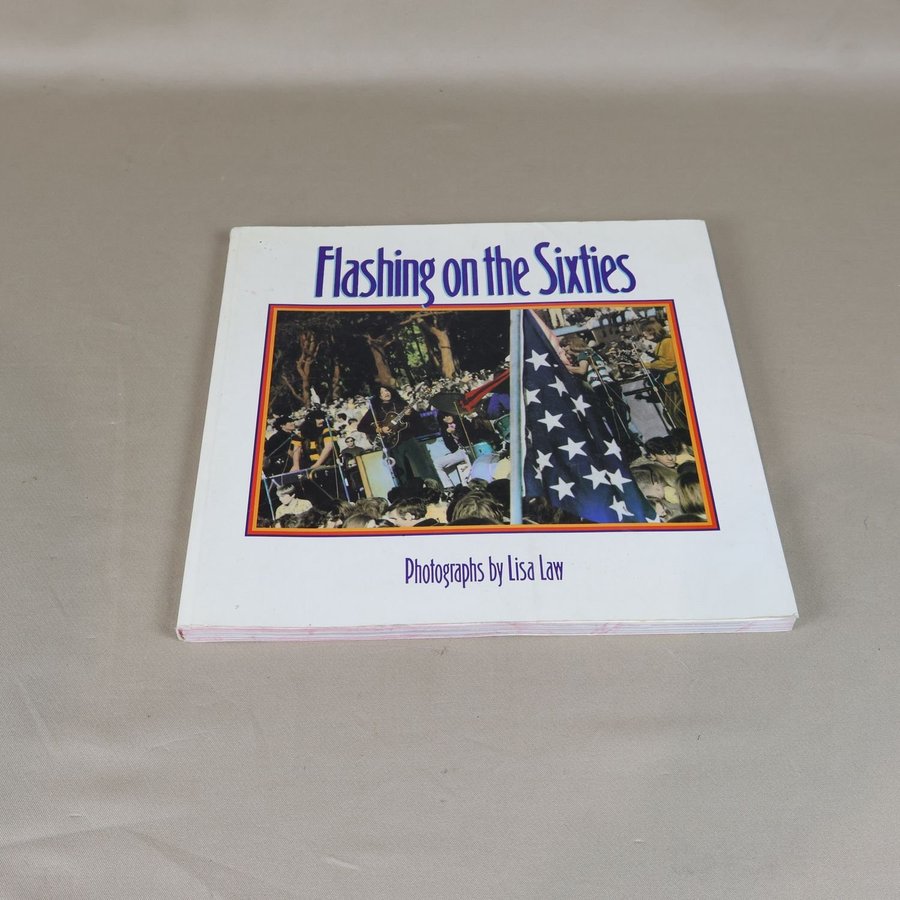 Flashing on the Sixties
Photographs by Lisa Law